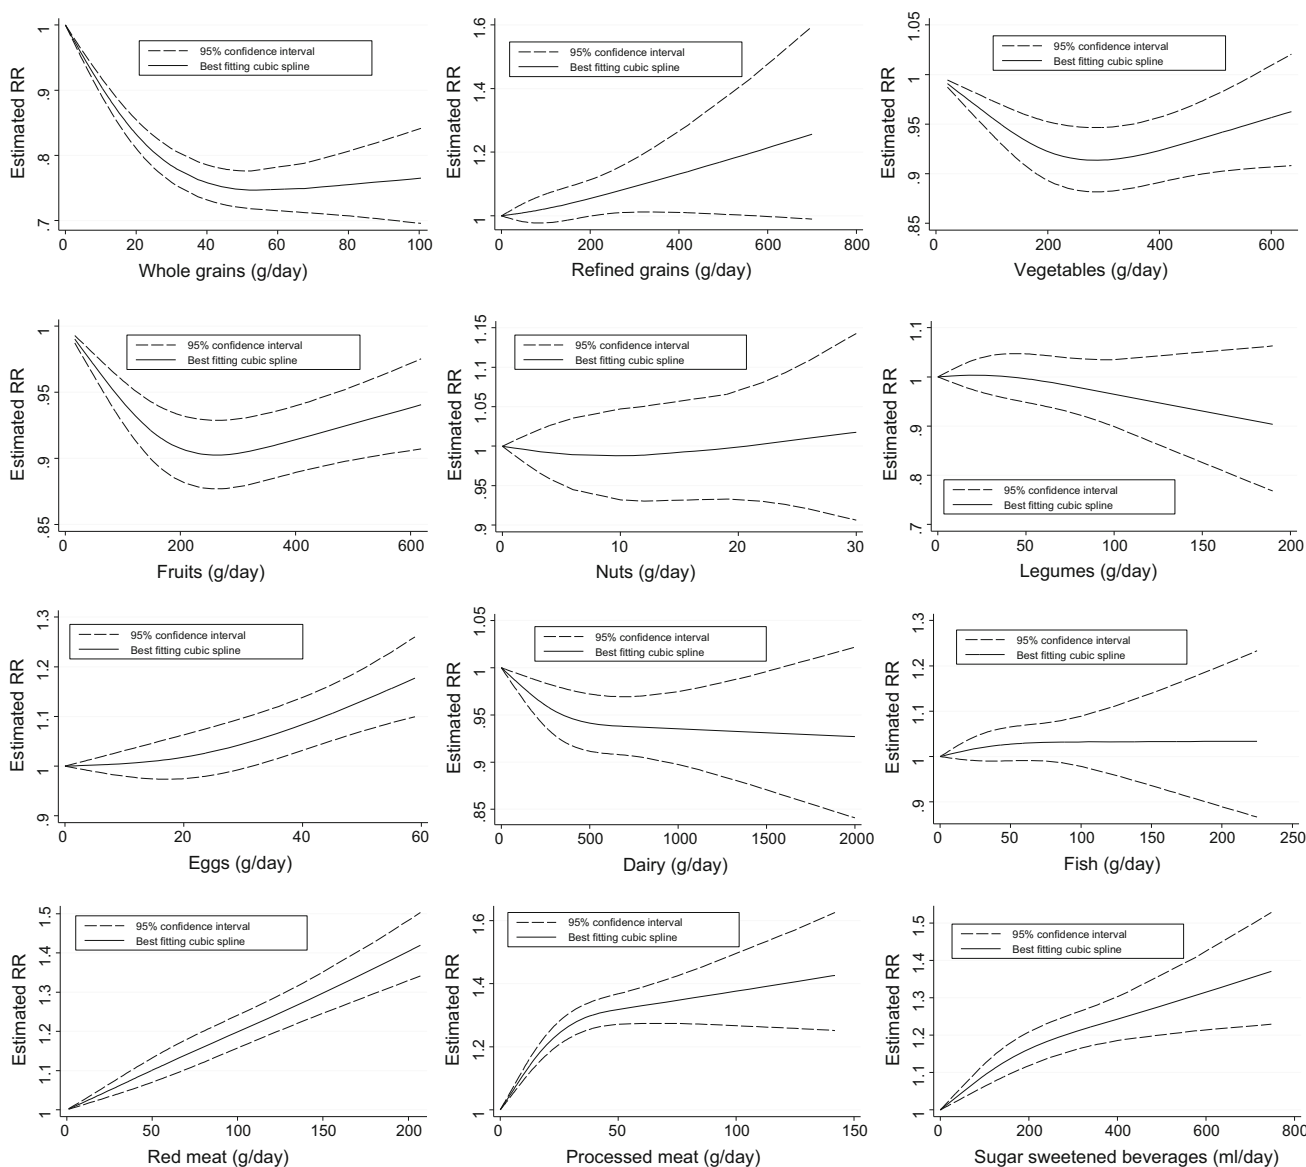 Estimated RR
1
.9
.8
.7
95% confidence interval
Best fitting cubic spline
0 20 40 60 80 100
Whole grains (g/day)
Estimated RR
1.6
1.4
1.2
1
95% confidence interval
Best fitting cubic spline
0 200 400 600 800
Refined grains (g/day)
Estimated RR
1.05
1
.95
.9
.85
95% confidence interval
Best fitting cubic spline
0 200 400 600
Vegetables (g/day)
Estimated RR
1
.95
.9
.85
95% confidence interval
Best fitting cubic spline
0 200 400 600
Fruits (g/day)
Estimated RR
1.15
1.1
1.05
1
.95
.9
95% confidence interval
Best fitting cubic spline
0 10 20 30
Nuts (g/day)
Estimated RR
1.1
1
.9
.8
.7
95% confidence interval
Best fitting cubic spline
0 50 100 150 200
Legumes (g/day)
Estimated RR
1.3
1.2
1.1
1
.9
95% confidence interval
Best fitting cubic spline
0 20 40 60
Eggs (g/day)
Estimated RR
1.05
1
.95
.9
.85
95% confidence interval
Best fitting cubic spline
0 500 1000 1500 2000
Dairy (g/day)
Estimated RR
1.3
1.2
1.1
1
.9
95% confidence interval
Best fitting cubic spline
0 50 100 150 200 250
Fish (g/day)
Estimated RR
1.5
1.4
1.3
1.2
1.1
1
95% confidence interval
Best fitting cubic spline
0 50 100 150 200
Red meat (g/day)
Estimated RR
1.6
1.4
1.2
1
95% confidence interval
Best fitting cubic spline
0 50 100 150
Processed meat (g/day)
Estimated RR
1.5
1.4
1.3
1.2
1.1
1
95% confidence interval
Best fitting cubic spline
0 200 400 600 800
Sugar sweetened beverages (ml/day)